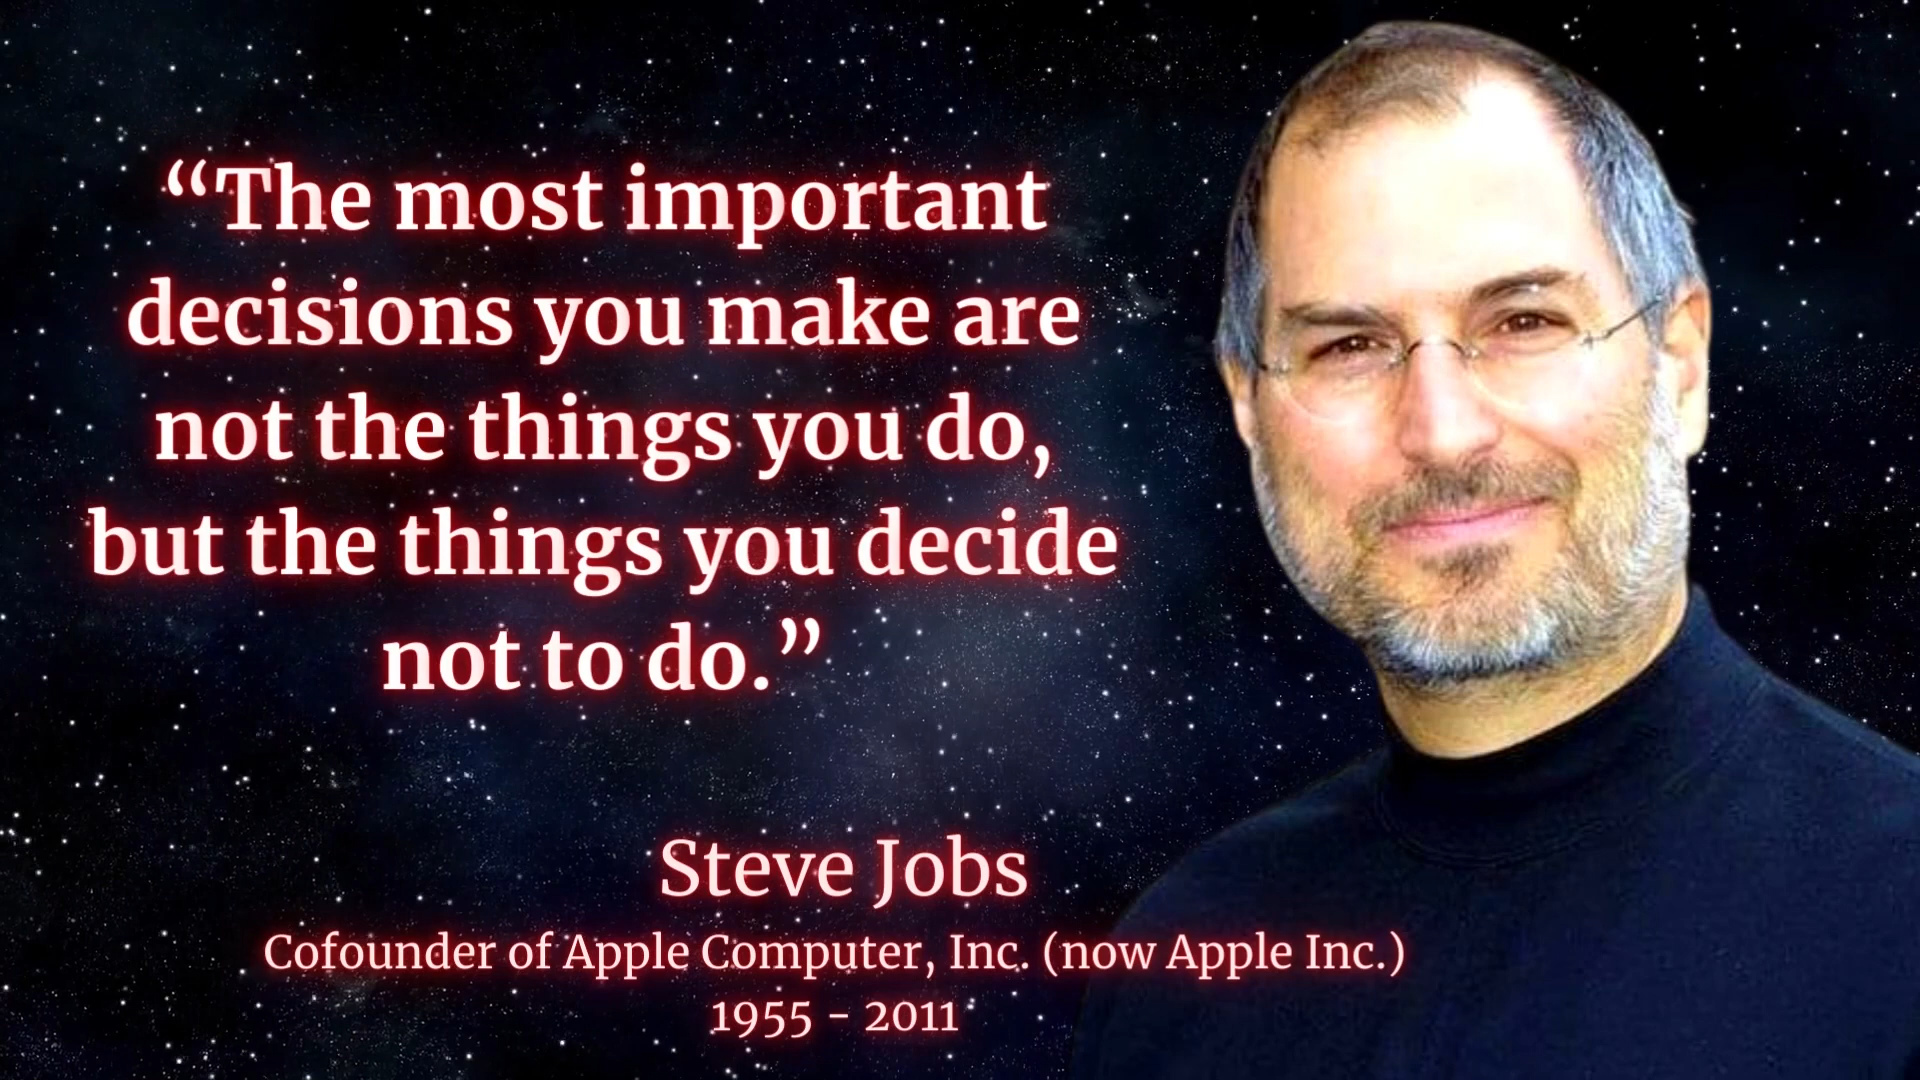 “The most important
decisions you make are
not the things you do,
but the things you decide
not to do.”
Steve Jobs
Cofounder of Apple Computer, Inc. (now Apple Inc.)
1955 - 2011